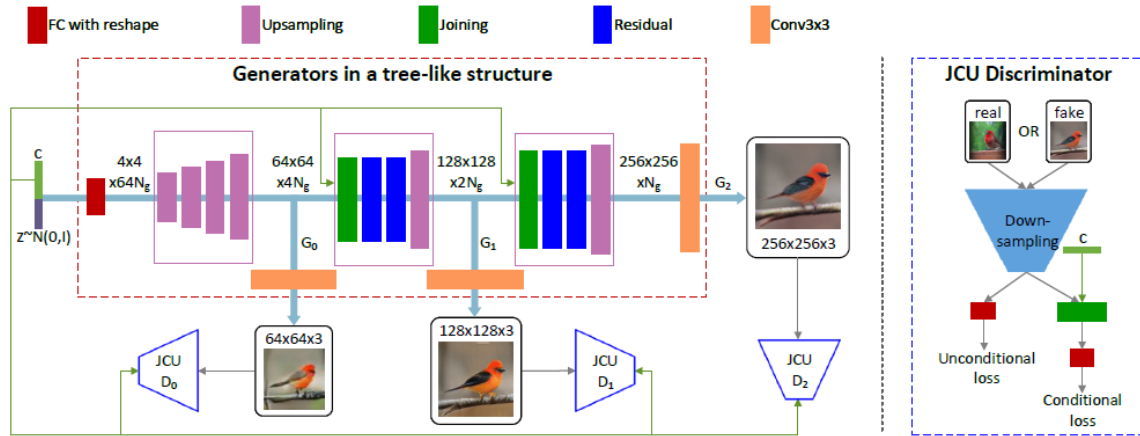 FC with reshape
Upsampling
Joining
Residual
Conv3x3
Generators in a tree-like structure
JCU Discriminator
real
OR
fake
c
4x4
x64Ng
64x64
x4Ng
128x128
x2Ng
256x256
xNg
G2
z~N(0,I)
G0
G1
256x256x3
Down-
sampling
c
64x64x3
128x128x3
JCU
D0
JCU
D1
JCU
D2
Unconditional
loss
Conditional
loss